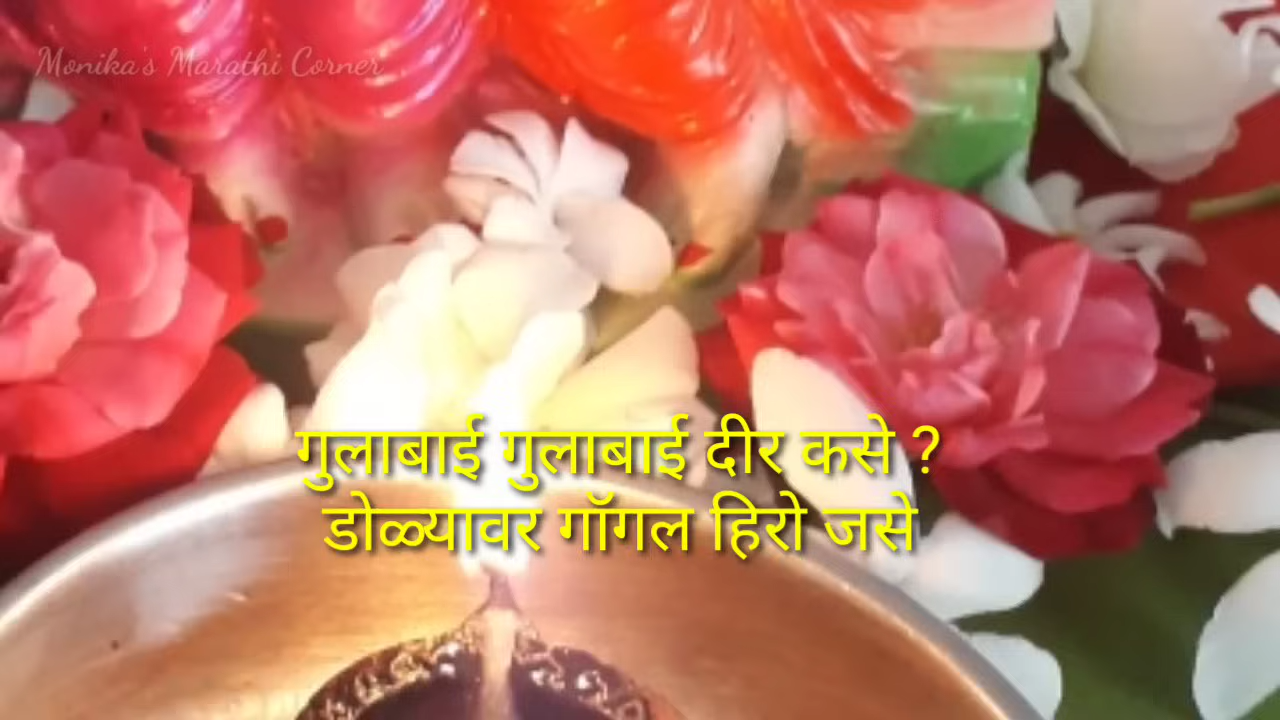 Monika's Marathi Corner
गुलाबाई गुलाबाई दीर कसे ?
डोळ्यावर गॉगल हिरो जसे